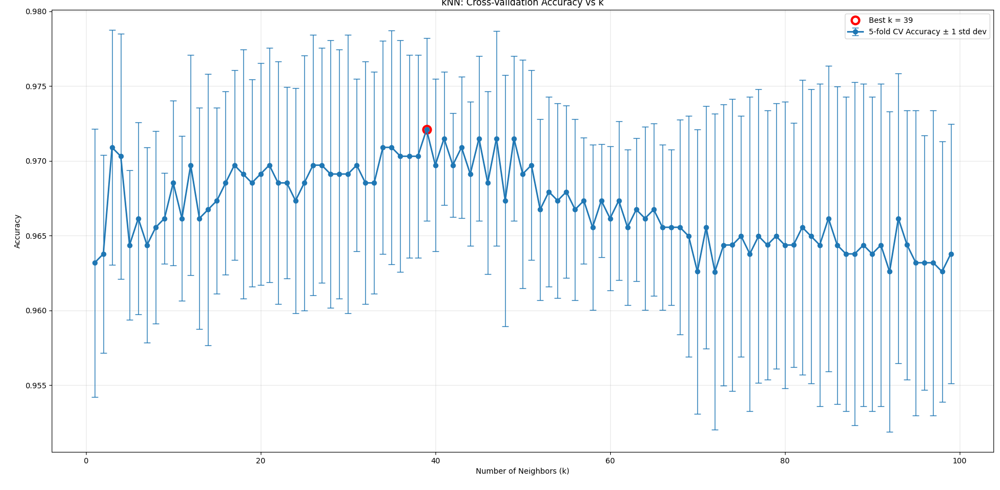 kNN: Cross-Validation Accuracy vs k
Best k = 39
5-fold CV Accuracy ± 1 std dev
0.980
0.975
0.970
0.965
0.960
0.955
Accuracy
0 20 40 60 80 100
Number of Neighbors (k)